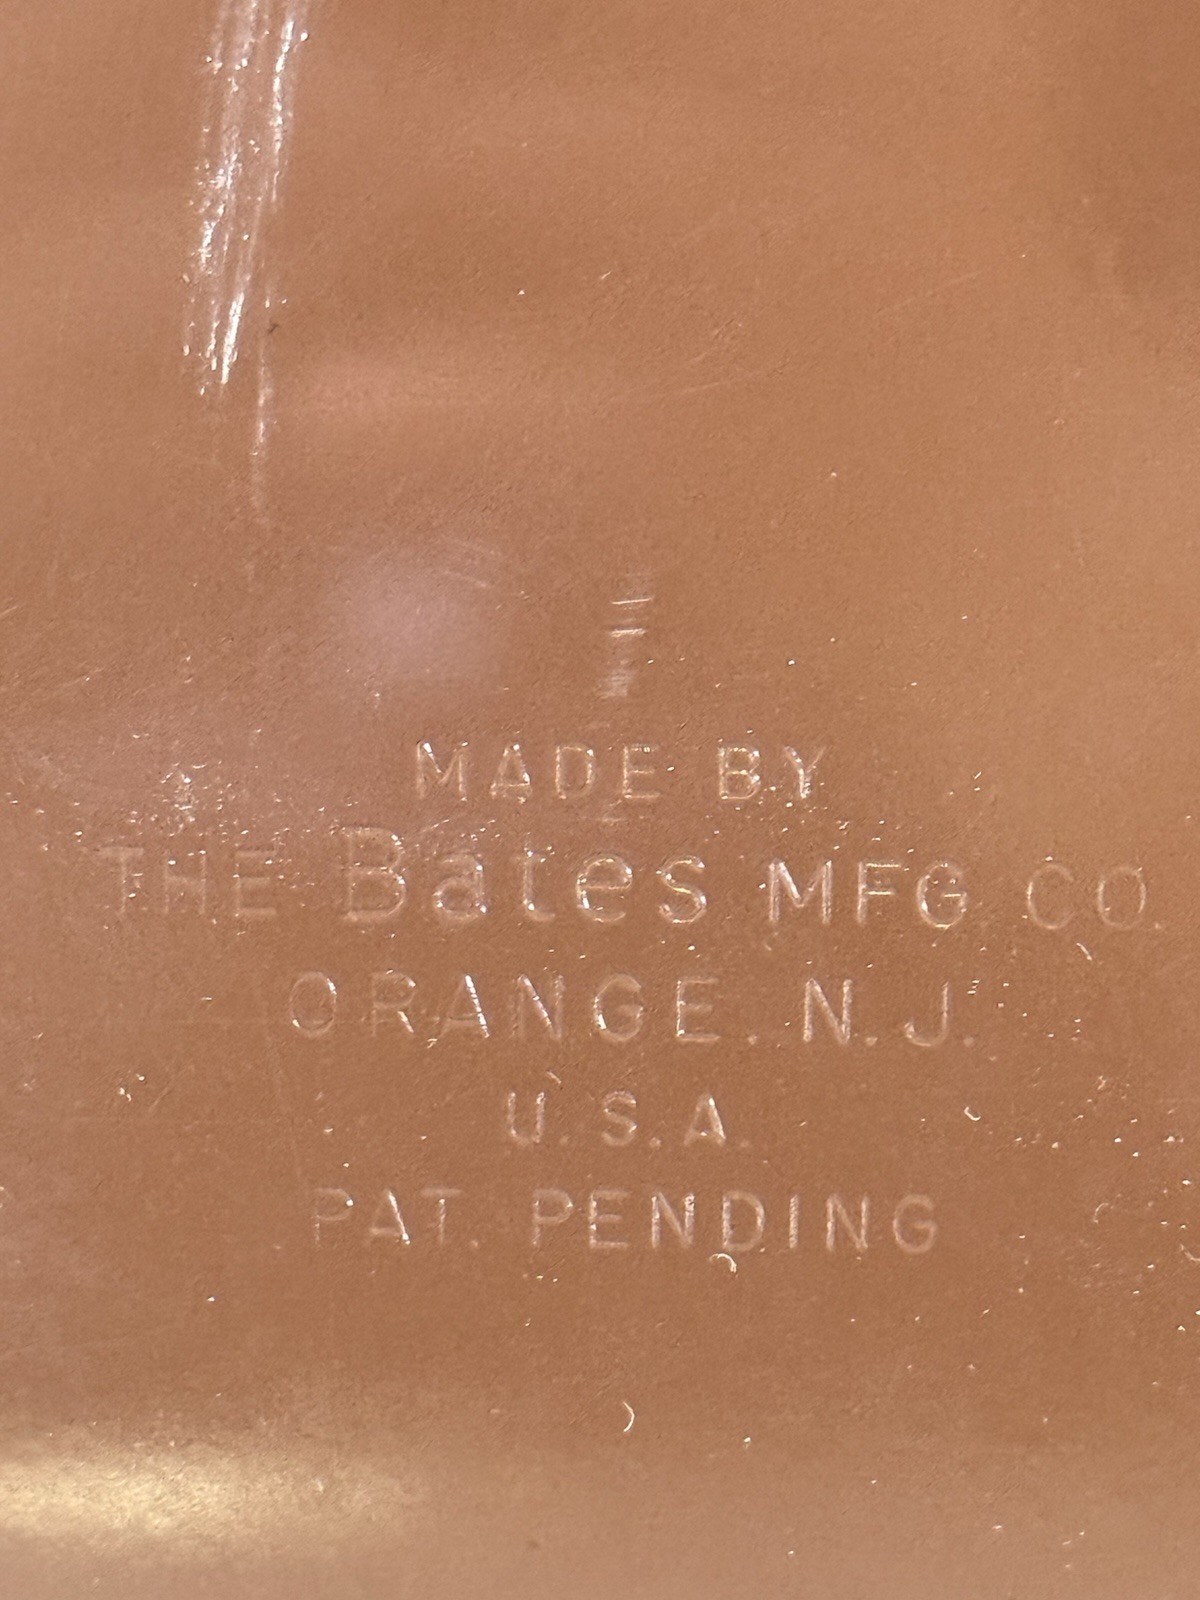 MADE BY
THE Bates MFG. CO.
ORANGE. N. J.
U. S. A.
PAT. PENDING